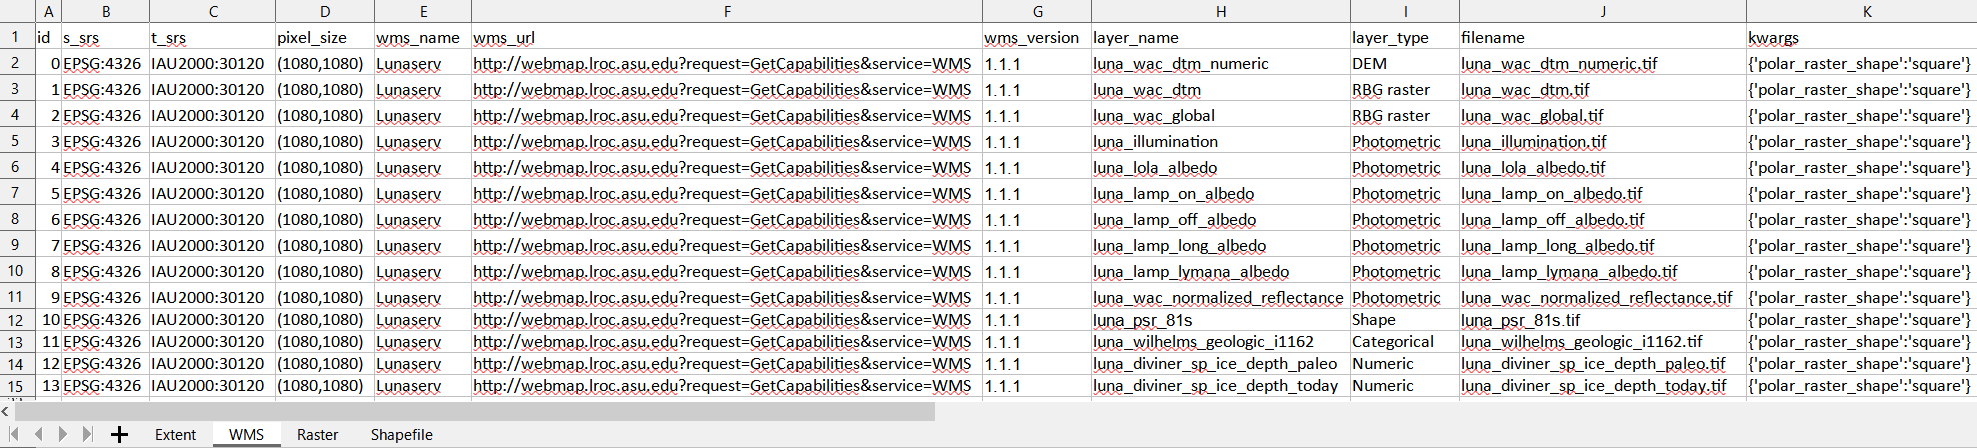 A B C D E F G H I J K
1 id s_srs t_srs pixel_size wms_name wms_url wms_version layer_name layer_type filename kwargs
2 0 EPSG:4326 IAU2000:30120 (1080,1080) Lunaserv http://webmap.lroc.asu.edu?request=GetCapabilities&service=WMS 1.1.1 luna_wac_dtm_numeric DEM luna_wac_dtm_numeric.tif {'polar_raster_shape':'square'}
3 1 EPSG:4326 IAU2000:30120 (1080,1080) Lunaserv http://webmap.lroc.asu.edu?request=GetCapabilities&service=WMS 1.1.1 luna_wac_dtm RBG raster luna_wac_dtm.tif {'polar_raster_shape':'square'}
4 2 EPSG:4326 IAU2000:30120 (1080,1080) Lunaserv http://webmap.lroc.asu.edu?request=GetCapabilities&service=WMS 1.1.1 luna_wac_global RBG raster luna_wac_global.tif {'polar_raster_shape':'square'}
5 3 EPSG:4326 IAU2000:30120 (1080,1080) Lunaserv http://webmap.lroc.asu.edu?request=GetCapabilities&service=WMS 1.1.1 luna_illumination Photometric luna_illumination.tif {'polar_raster_shape':'square'}
6 4 EPSG:4326 IAU2000:30120 (1080,1080) Lunaserv http://webmap.lroc.asu.edu?request=GetCapabilities&service=WMS 1.1.1 luna_lola_albedo Photometric luna_lola_albedo.tif {'polar_raster_shape':'square'}
7 5 EPSG:4326 IAU2000:30120 (1080,1080) Lunaserv http://webmap.lroc.asu.edu?request=GetCapabilities&service=WMS 1.1.1 luna_lamp_on_albedo Photometric luna_lamp_on_albedo.tif {'polar_raster_shape':'square'}
8 6 EPSG:4326 IAU2000:30120 (1080,1080) Lunaserv http://webmap.lroc.asu.edu?request=GetCapabilities&service=WMS 1.1.1 luna_lamp_off_albedo Photometric luna_lamp_off_albedo.tif {'polar_raster_shape':'square'}
9 7 EPSG:4326 IAU2000:30120 (1080,1080) Lunaserv http://webmap.lroc.asu.edu?request=GetCapabilities&service=WMS 1.1.1 luna_lamp_long_albedo Photometric luna_lamp_long_albedo.tif {'polar_raster_shape':'square'}
10 8 EPSG:4326 IAU2000:30120 (1080,1080) Lunaserv http://webmap.lroc.asu.edu?request=GetCapabilities&service=WMS 1.1.1 luna_lamp_lymana_albedo Photometric luna_lamp_lymana_albedo.tif {'polar_raster_shape':'square'}
11 9 EPSG:4326 IAU2000:30120 (1080,1080) Lunaserv http://webmap.lroc.asu.edu?request=GetCapabilities&service=WMS 1.1.1 luna_wac_normalized_reflectance Photometric luna_wac_normalized_reflectance.tif {'polar_raster_shape':'square'}
12 10 EPSG:4326 IAU2000:30120 (1080,1080) Lunaserv http://webmap.lroc.asu.edu?request=GetCapabilities&service=WMS 1.1.1 luna_psr_81s Shape luna_psr_81s.tif {'polar_raster_shape':'square'}
13 11 EPSG:4326 IAU2000:30120 (1080,1080) Lunaserv http://webmap.lroc.asu.edu?request=GetCapabilities&service=WMS 1.1.1 luna_wilhelms_geologic_i1162 Categorical luna_wilhelms_geologic_i1162.tif {'polar_raster_shape':'square'}
14 12 EPSG:4326 IAU2000:30120 (1080,1080) Lunaserv http://webmap.lroc.asu.edu?request=GetCapabilities&service=WMS 1.1.1 luna_diviner_sp_ice_depth_paleo Numeric luna_diviner_sp_ice_depth_paleo.tif {'polar_raster_shape':'square'}
15 13 EPSG:4326 IAU2000:30120 (1080,1080) Lunaserv http://webmap.lroc.asu.edu?request=GetCapabilities&service=WMS 1.1.1 luna_diviner_sp_ice_depth_today Numeric luna_diviner_sp_ice_depth_today.tif {'polar_raster_shape':'square'}
Extent WMS Raster Shapefile